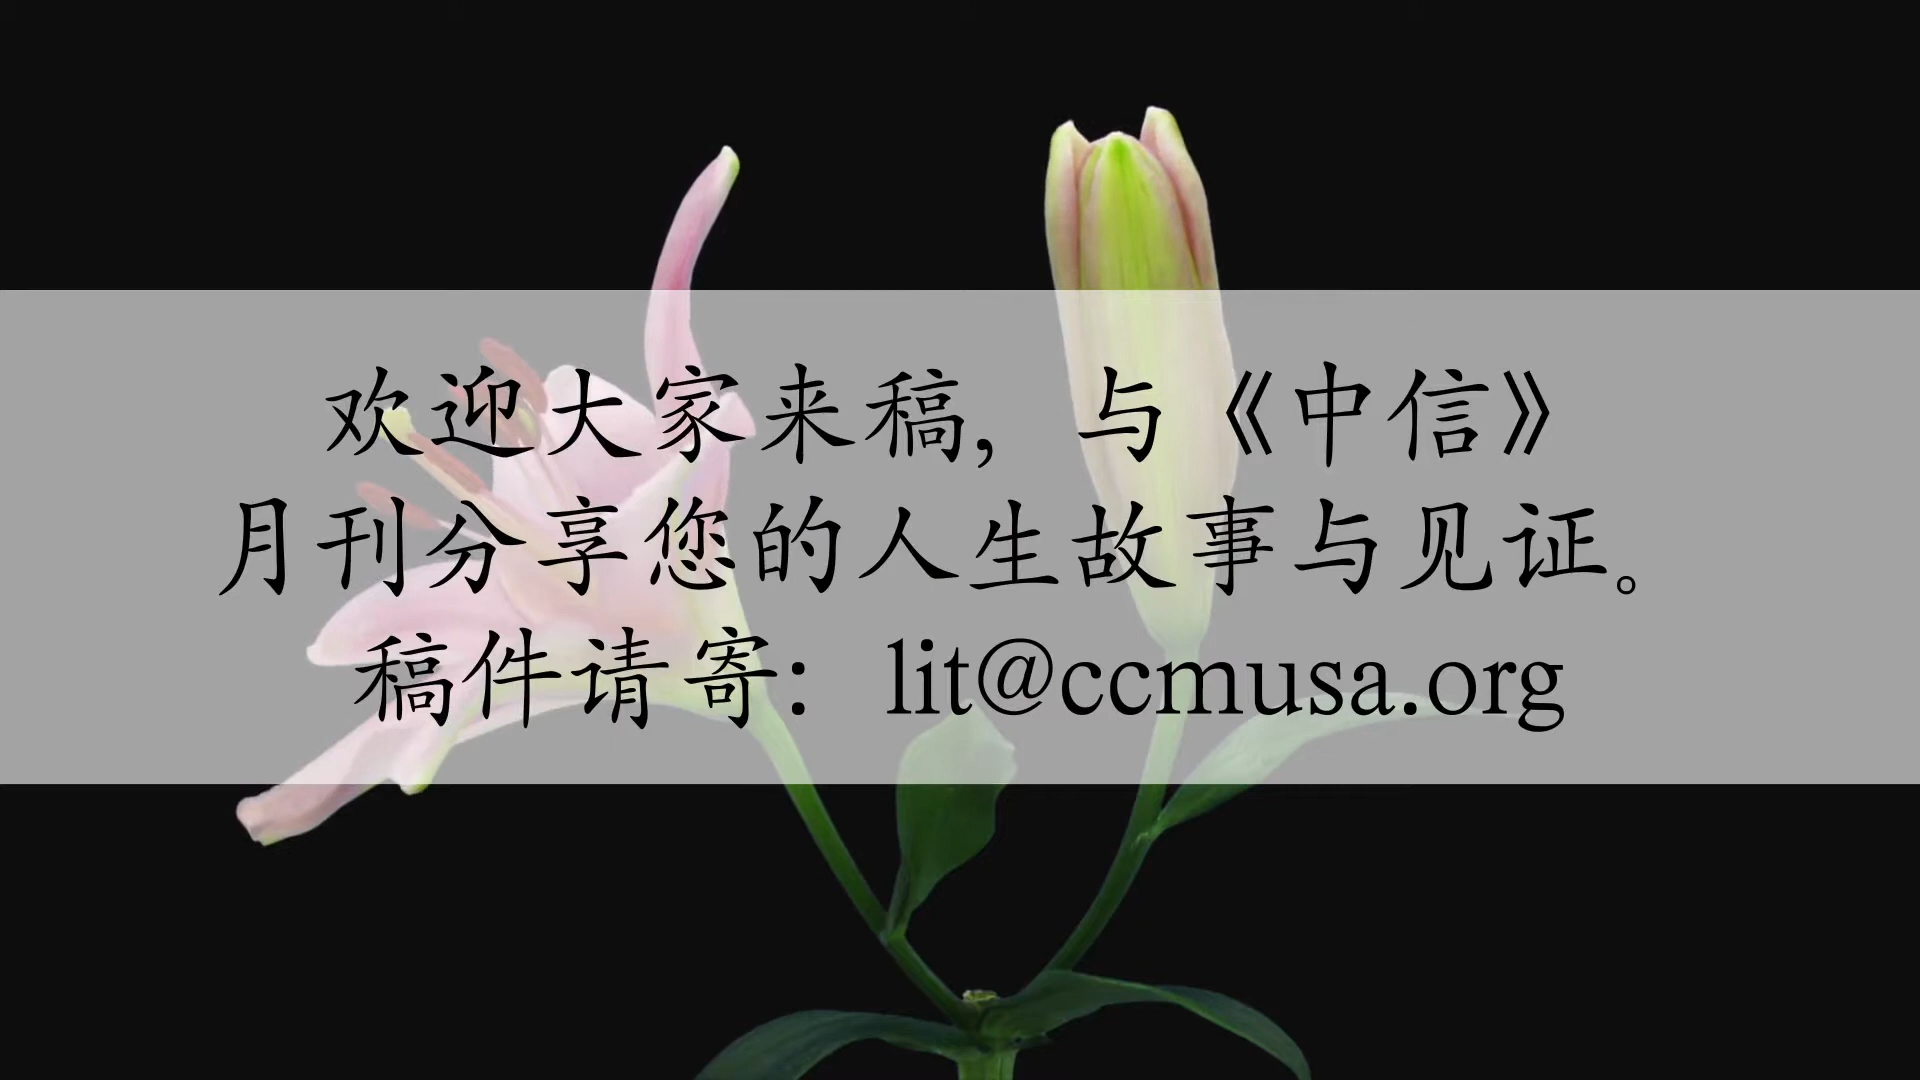 欢迎大家来稿，与《中信》
月刊分享您的人生故事与见证。
稿件请寄：lit@ccmusa.org